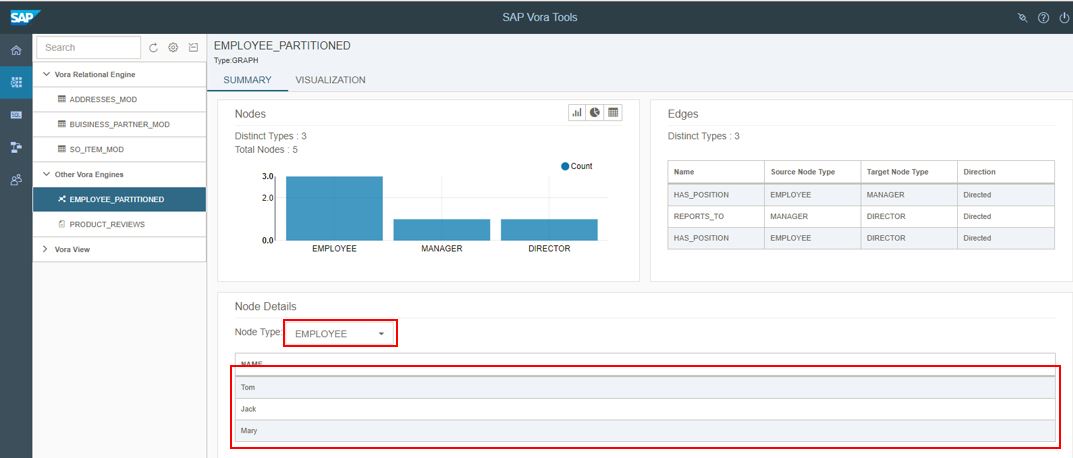 SAP
SAP Vora Tools
Search
Vora Relational Engine
ADDRESSES_MOD
BUISINESS_PARTNER_MOD
SO_ITEM_MOD
Other Vora Engines
EMPLOYEE_PARTITIONED
PRODUCT_REVIEWS
Vora View
EMPLOYEE_PARTITIONED
Type:GRAPH
SUMMARY VISUALIZATION
Nodes
Distinct Types : 3
Total Nodes : 5
Count
3.0
2.0
0.0
EMPLOYEE MANAGER DIRECTOR
Edges
Distinct Types : 3
Name Source Node Type Target Node Type Direction
HAS_POSITION EMPLOYEE MANAGER Directed
REPORTS_TO MANAGER DIRECTOR Directed
HAS_POSITION EMPLOYEE DIRECTOR Directed
Node Details
Node Type: EMPLOYEE
NAME
Tom
Jack
Mary